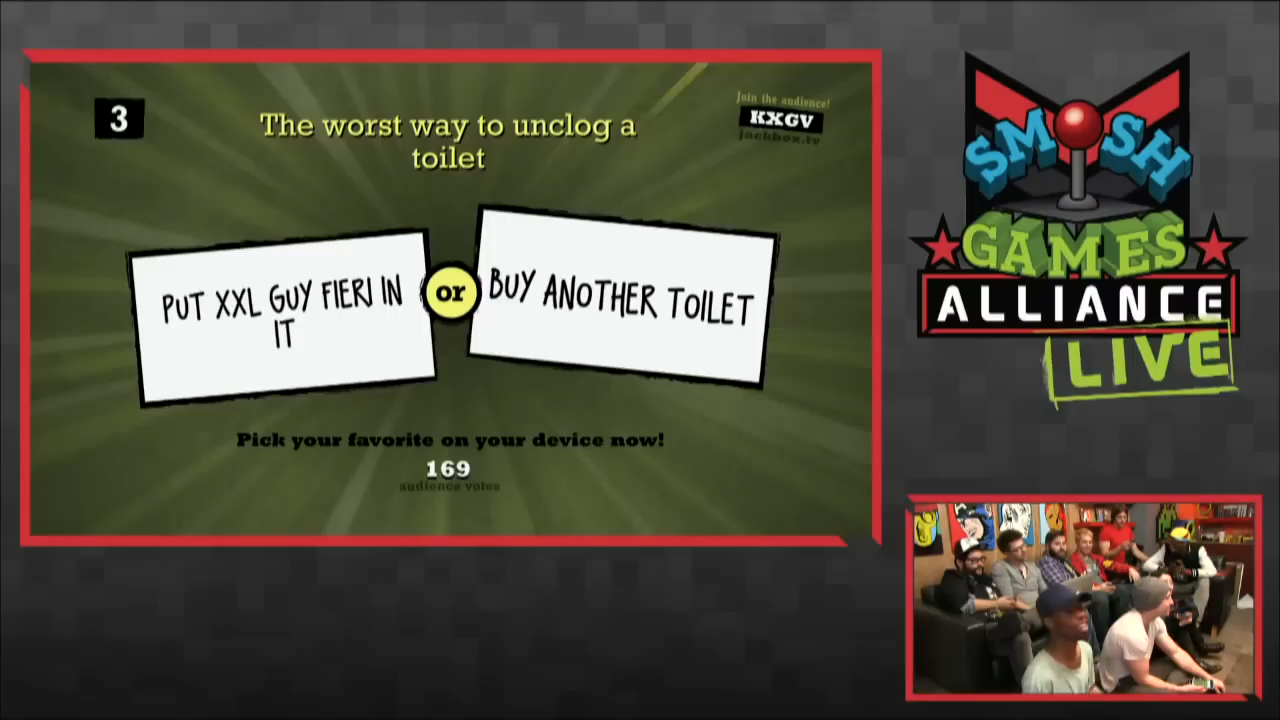 3
The worst way to unclog a
toilet
Join the audience!
KXGV
jackbox.tv
PUT XXL GUY FIERI IN
IT
or
BUY ANOTHER TOILET
Pick your favorite on your device now!
169
audience votes
SMOSH
GAMES
ALLIANCE
LIVE